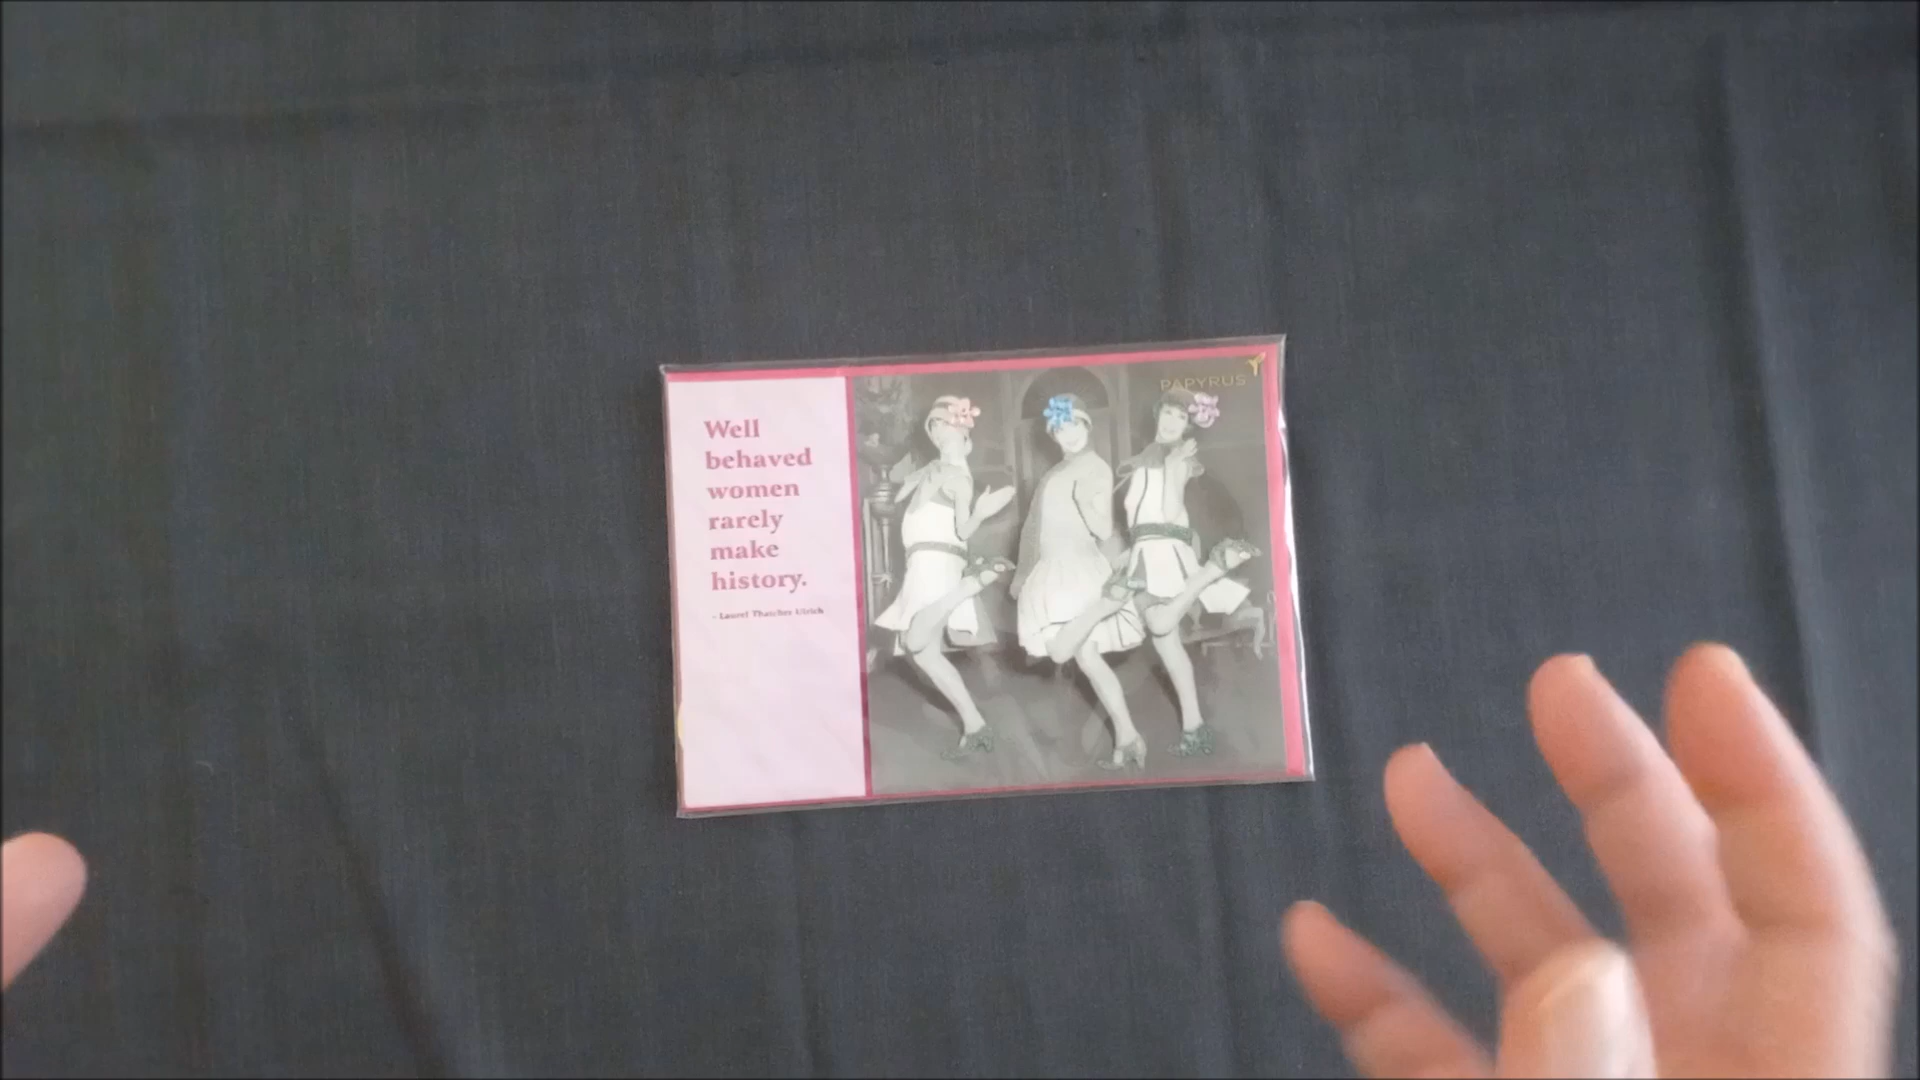 Well
behaved
women
rarely
make
history.
- Laurel Thatcher Ulrich
PAPYRUS